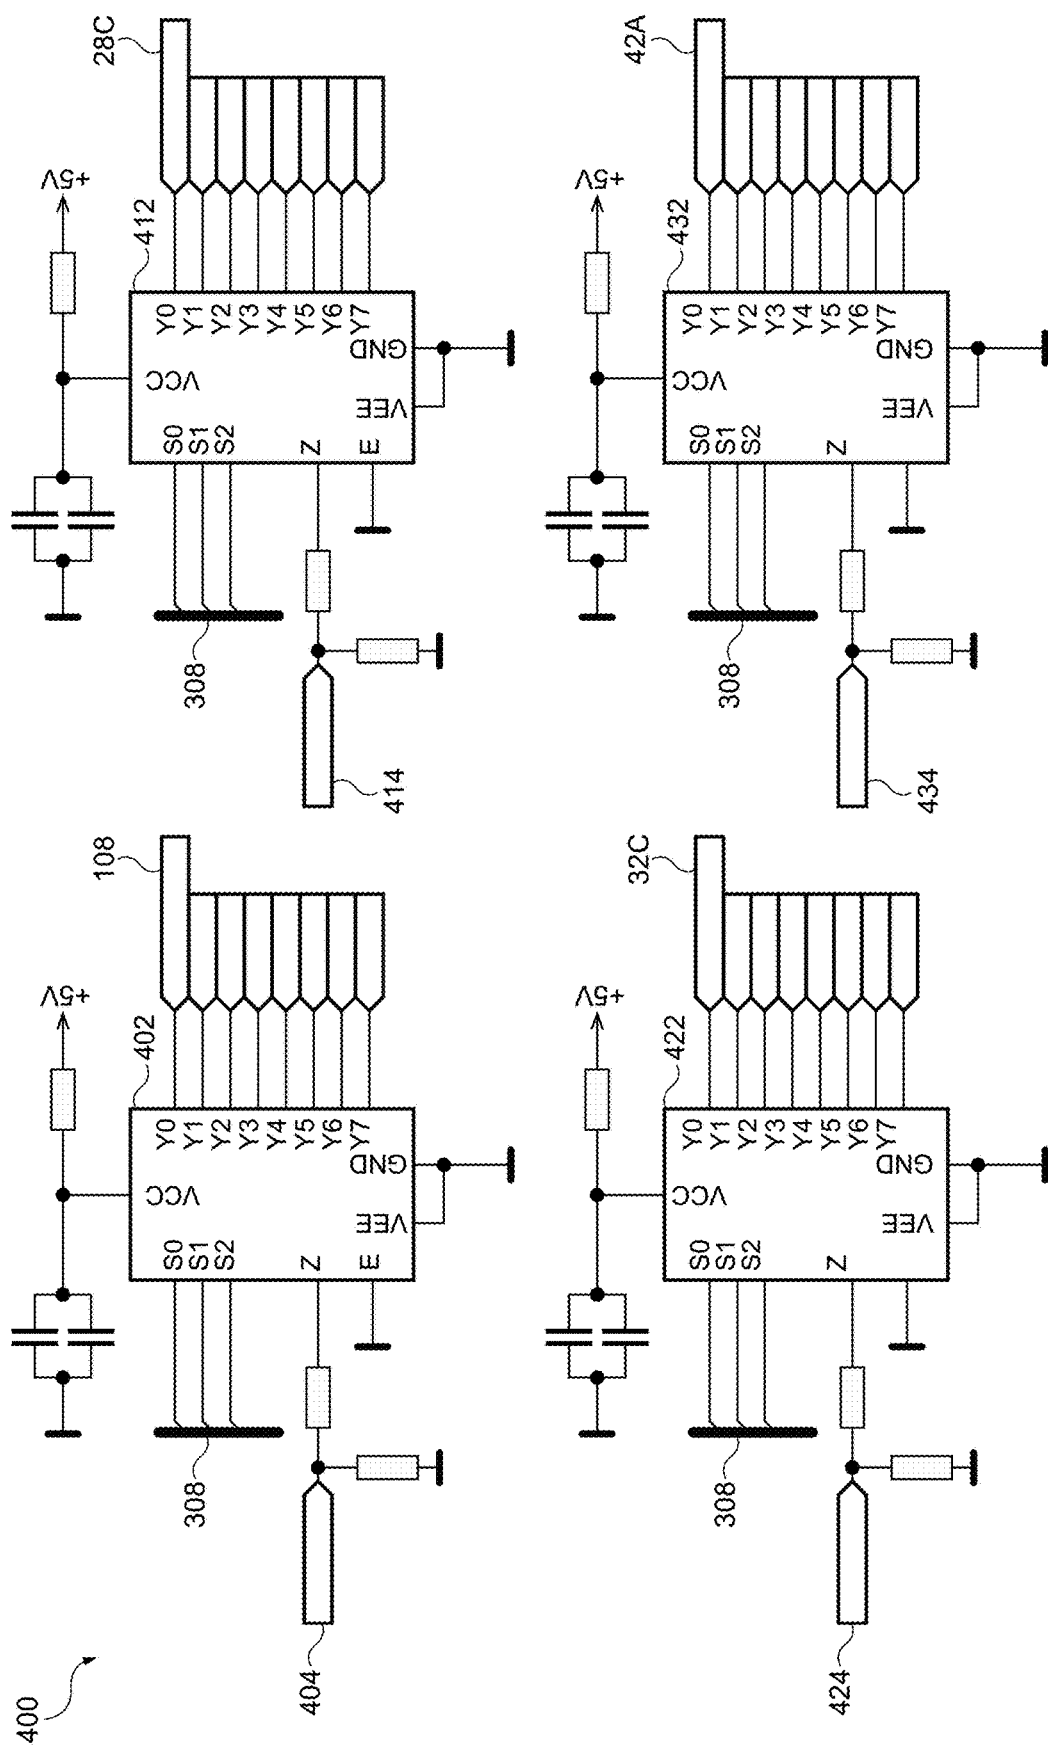 400
+5V
402
108
VCC
S0
S1
S2
Z
E
Y0
Y1
Y2
Y3
Y4
Y5
Y6
Y7
VEE
GND
308
404
+5V
412
28C
VCC
S0
S1
S2
Z
E
Y0
Y1
Y2
Y3
Y4
Y5
Y6
Y7
VEE
GND
308
414
+5V
422
32C
VCC
S0
S1
S2
Z
Y0
Y1
Y2
Y3
Y4
Y5
Y6
Y7
VEE
GND
308
424
+5V
432
42A
VCC
S0
S1
S2
Z
Y0
Y1
Y2
Y3
Y4
Y5
Y6
Y7
VEE
GND
308
434